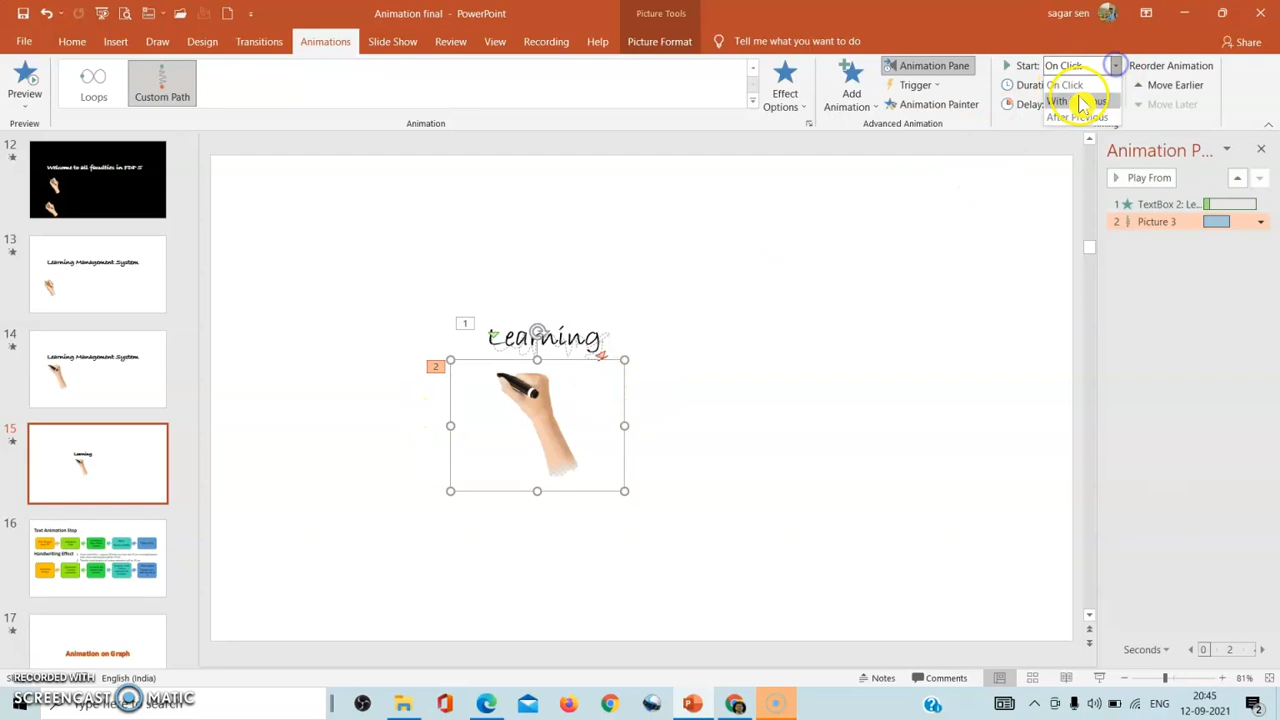 Animation final - PowerPoint
Picture Tools
sagar sen
File Home Insert Draw Design Transitions Animations Slide Show Review View Recording Help Picture Format Tell me what you want to do Share
Preview
Preview
Loops
Custom Path
Animation
Effect Options
Add Animation
Animation Pane
Trigger
Animation Painter
Advanced Animation
Start: On Click
On Click
After Previous
Delay:
Reorder Animation
Move Earlier
Move Later
12
Welcome to all faculties in FDP
13
Learning Management System
14
Learning Management System
15
Learning
16
Text Animation Step
Handwriting Effect
17
Animation on Graph
1
Learning
2
Animation P...
Play From
1 TextBox 2: Le...
2 Picture 3
Seconds 0 2
English (India)
Notes
Comments
81%
RECORDED WITH
SCREENCAST MATIC
ENG
20:45
12-09-2021
2